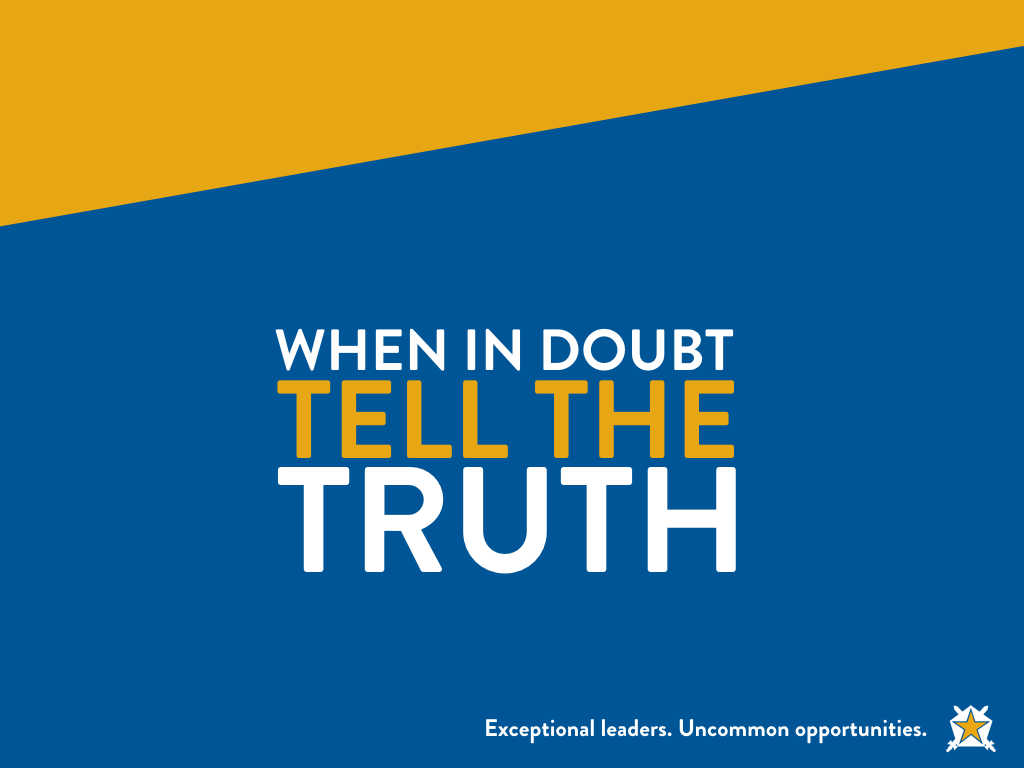 WHEN IN DOUBT
TELL THE
TRUTH
Exceptional leaders. Uncommon opportunities.